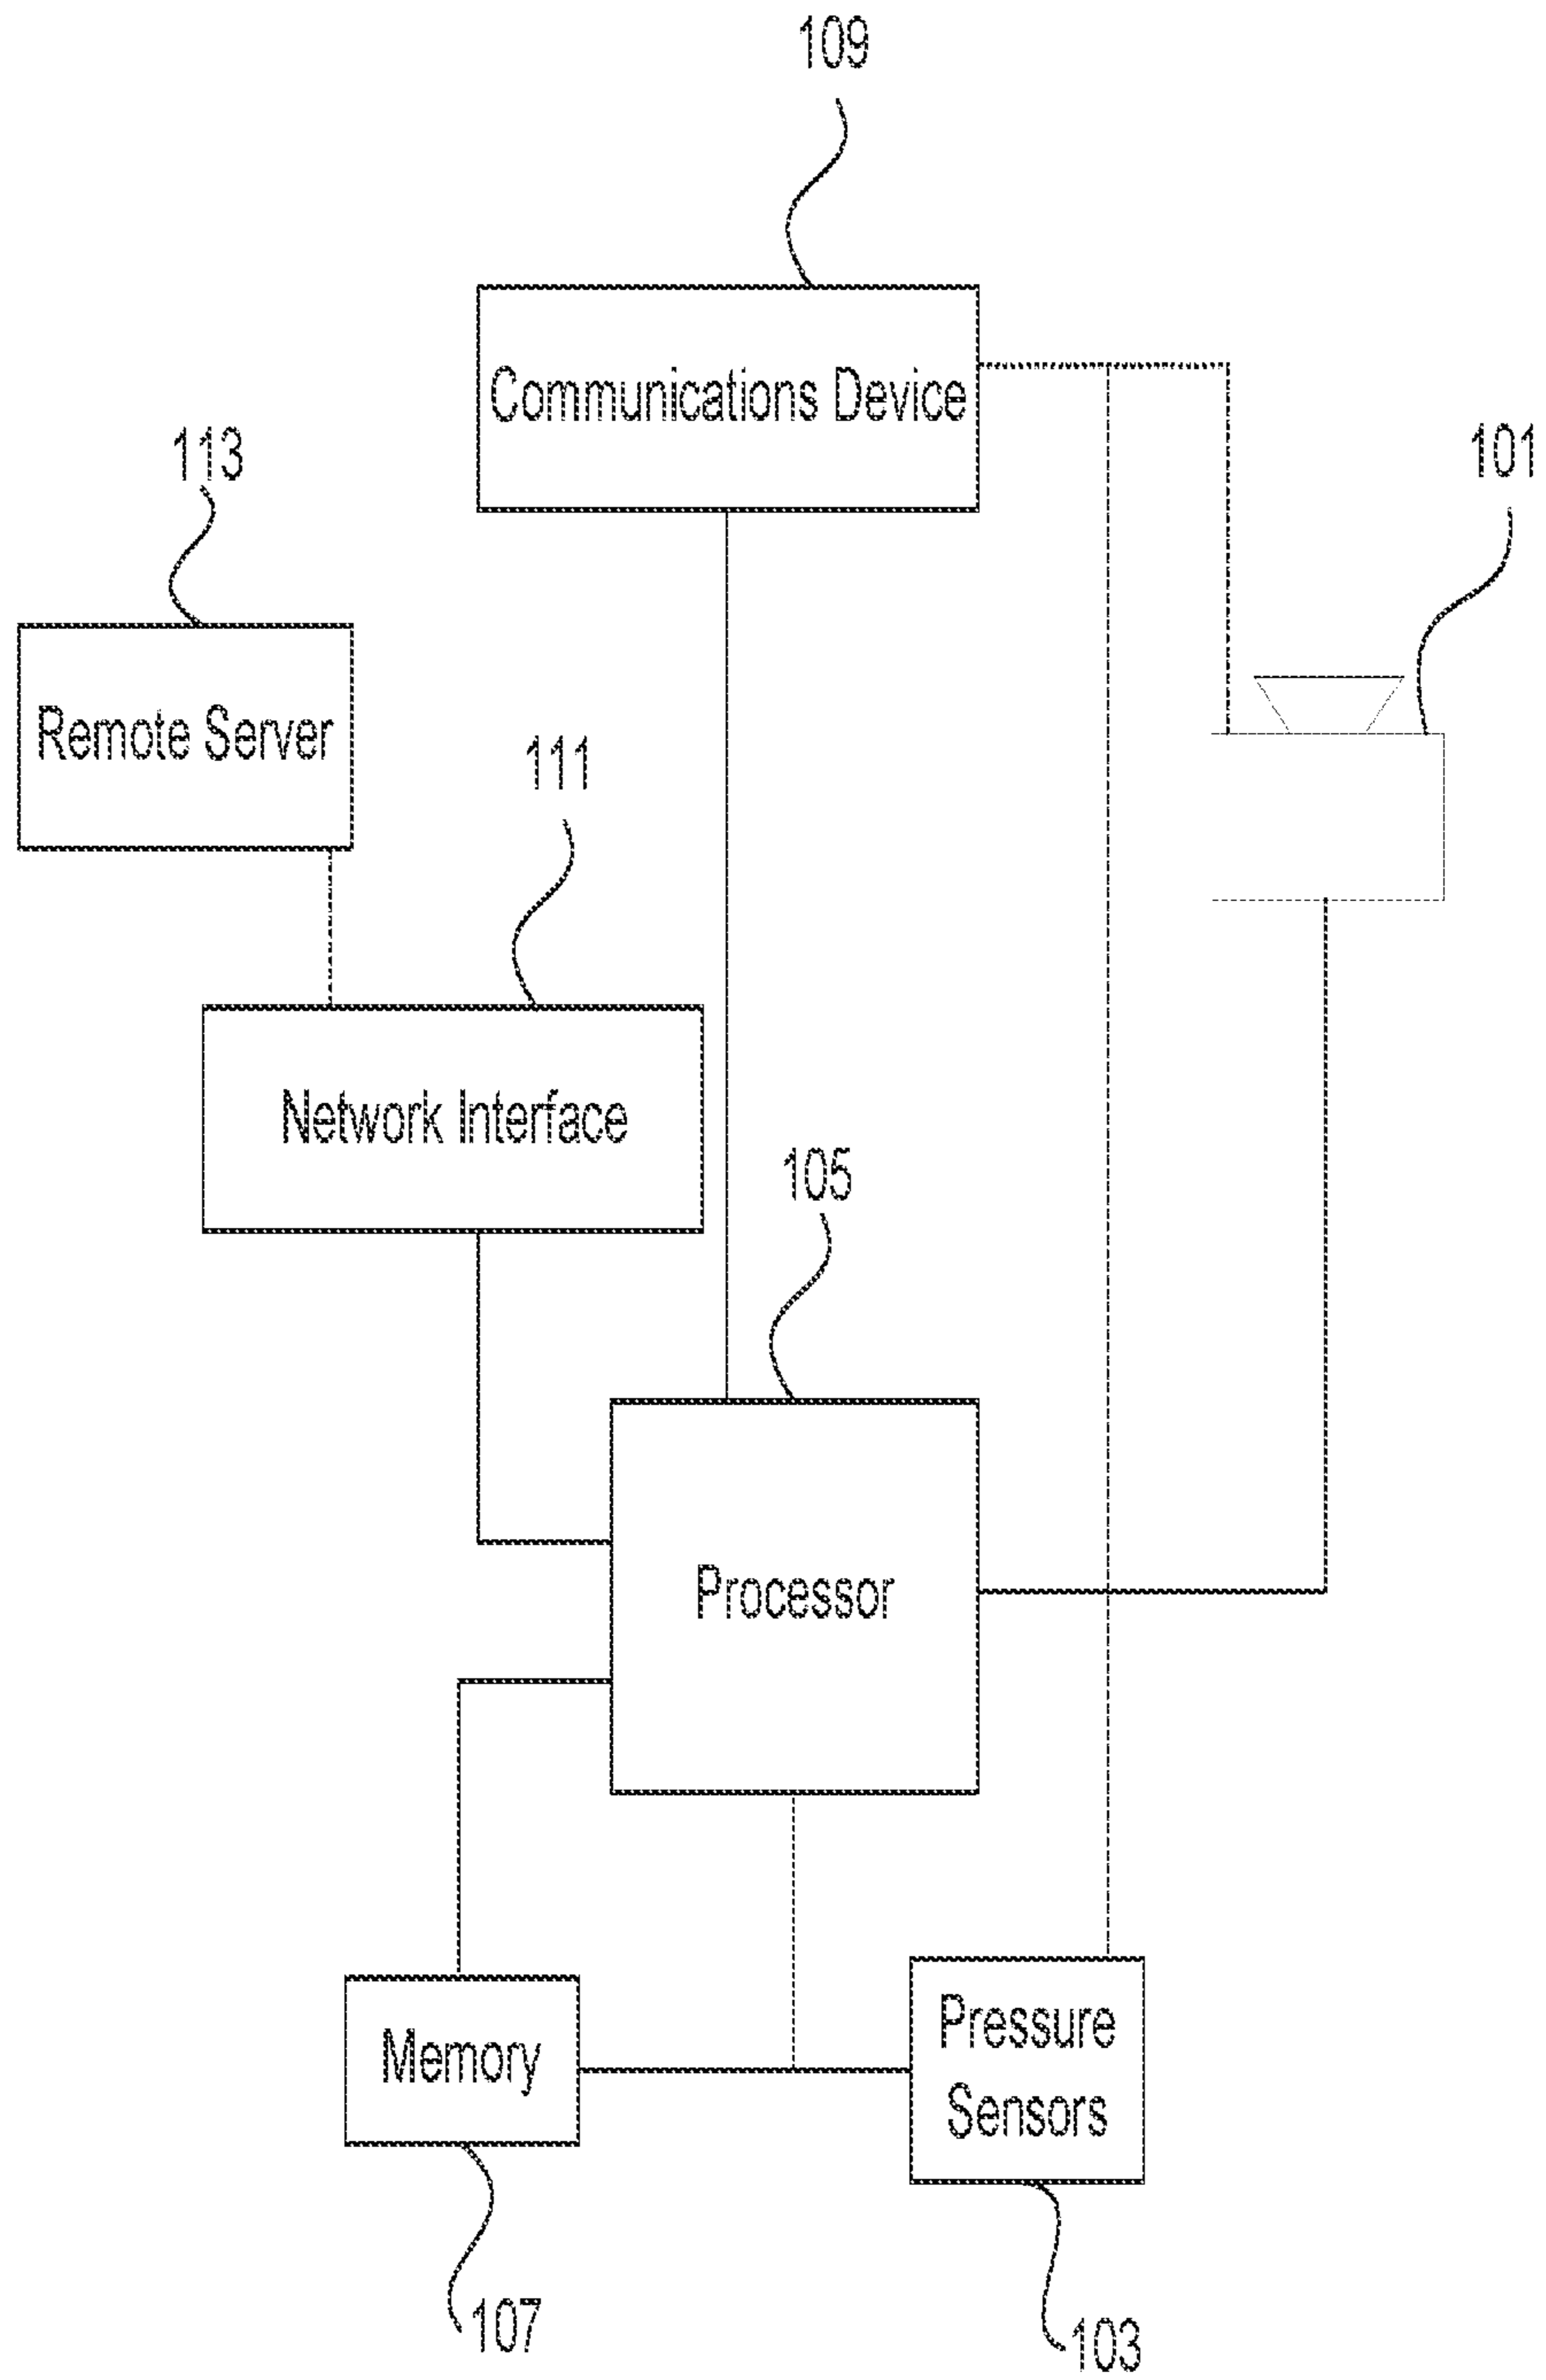 109
Communications Device
113
101
Remote Server
111
Network Interface
105
Processor
Memory
Pressure
Sensors
107
103